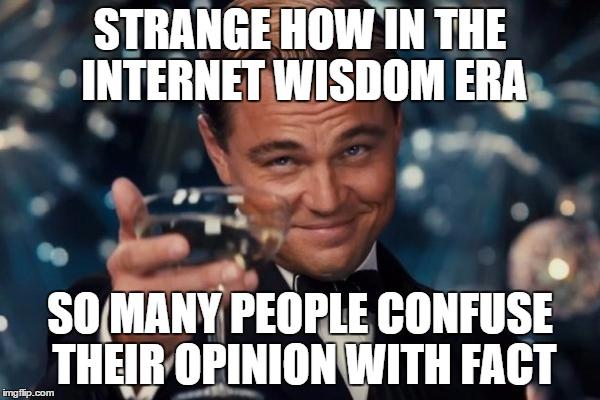 STRANGE HOW IN THE
INTERNET WISDOM ERA
SO MANY PEOPLE CONFUSE
THEIR OPINION WITH FACT
imgflip.com